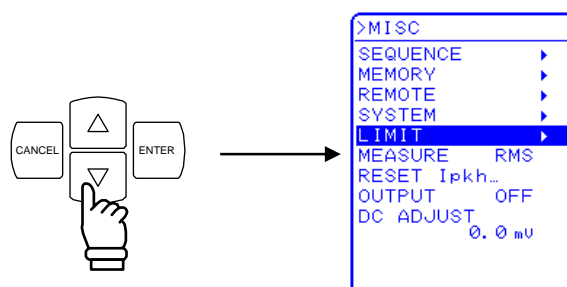 CANCEL
ENTER
>MISC
SEQUENCE
MEMORY
REMOTE
SYSTEM
LIMIT
MEASURE RMS
RESET Ipkh…
OUTPUT OFF
DC ADJUST
0.0 mV